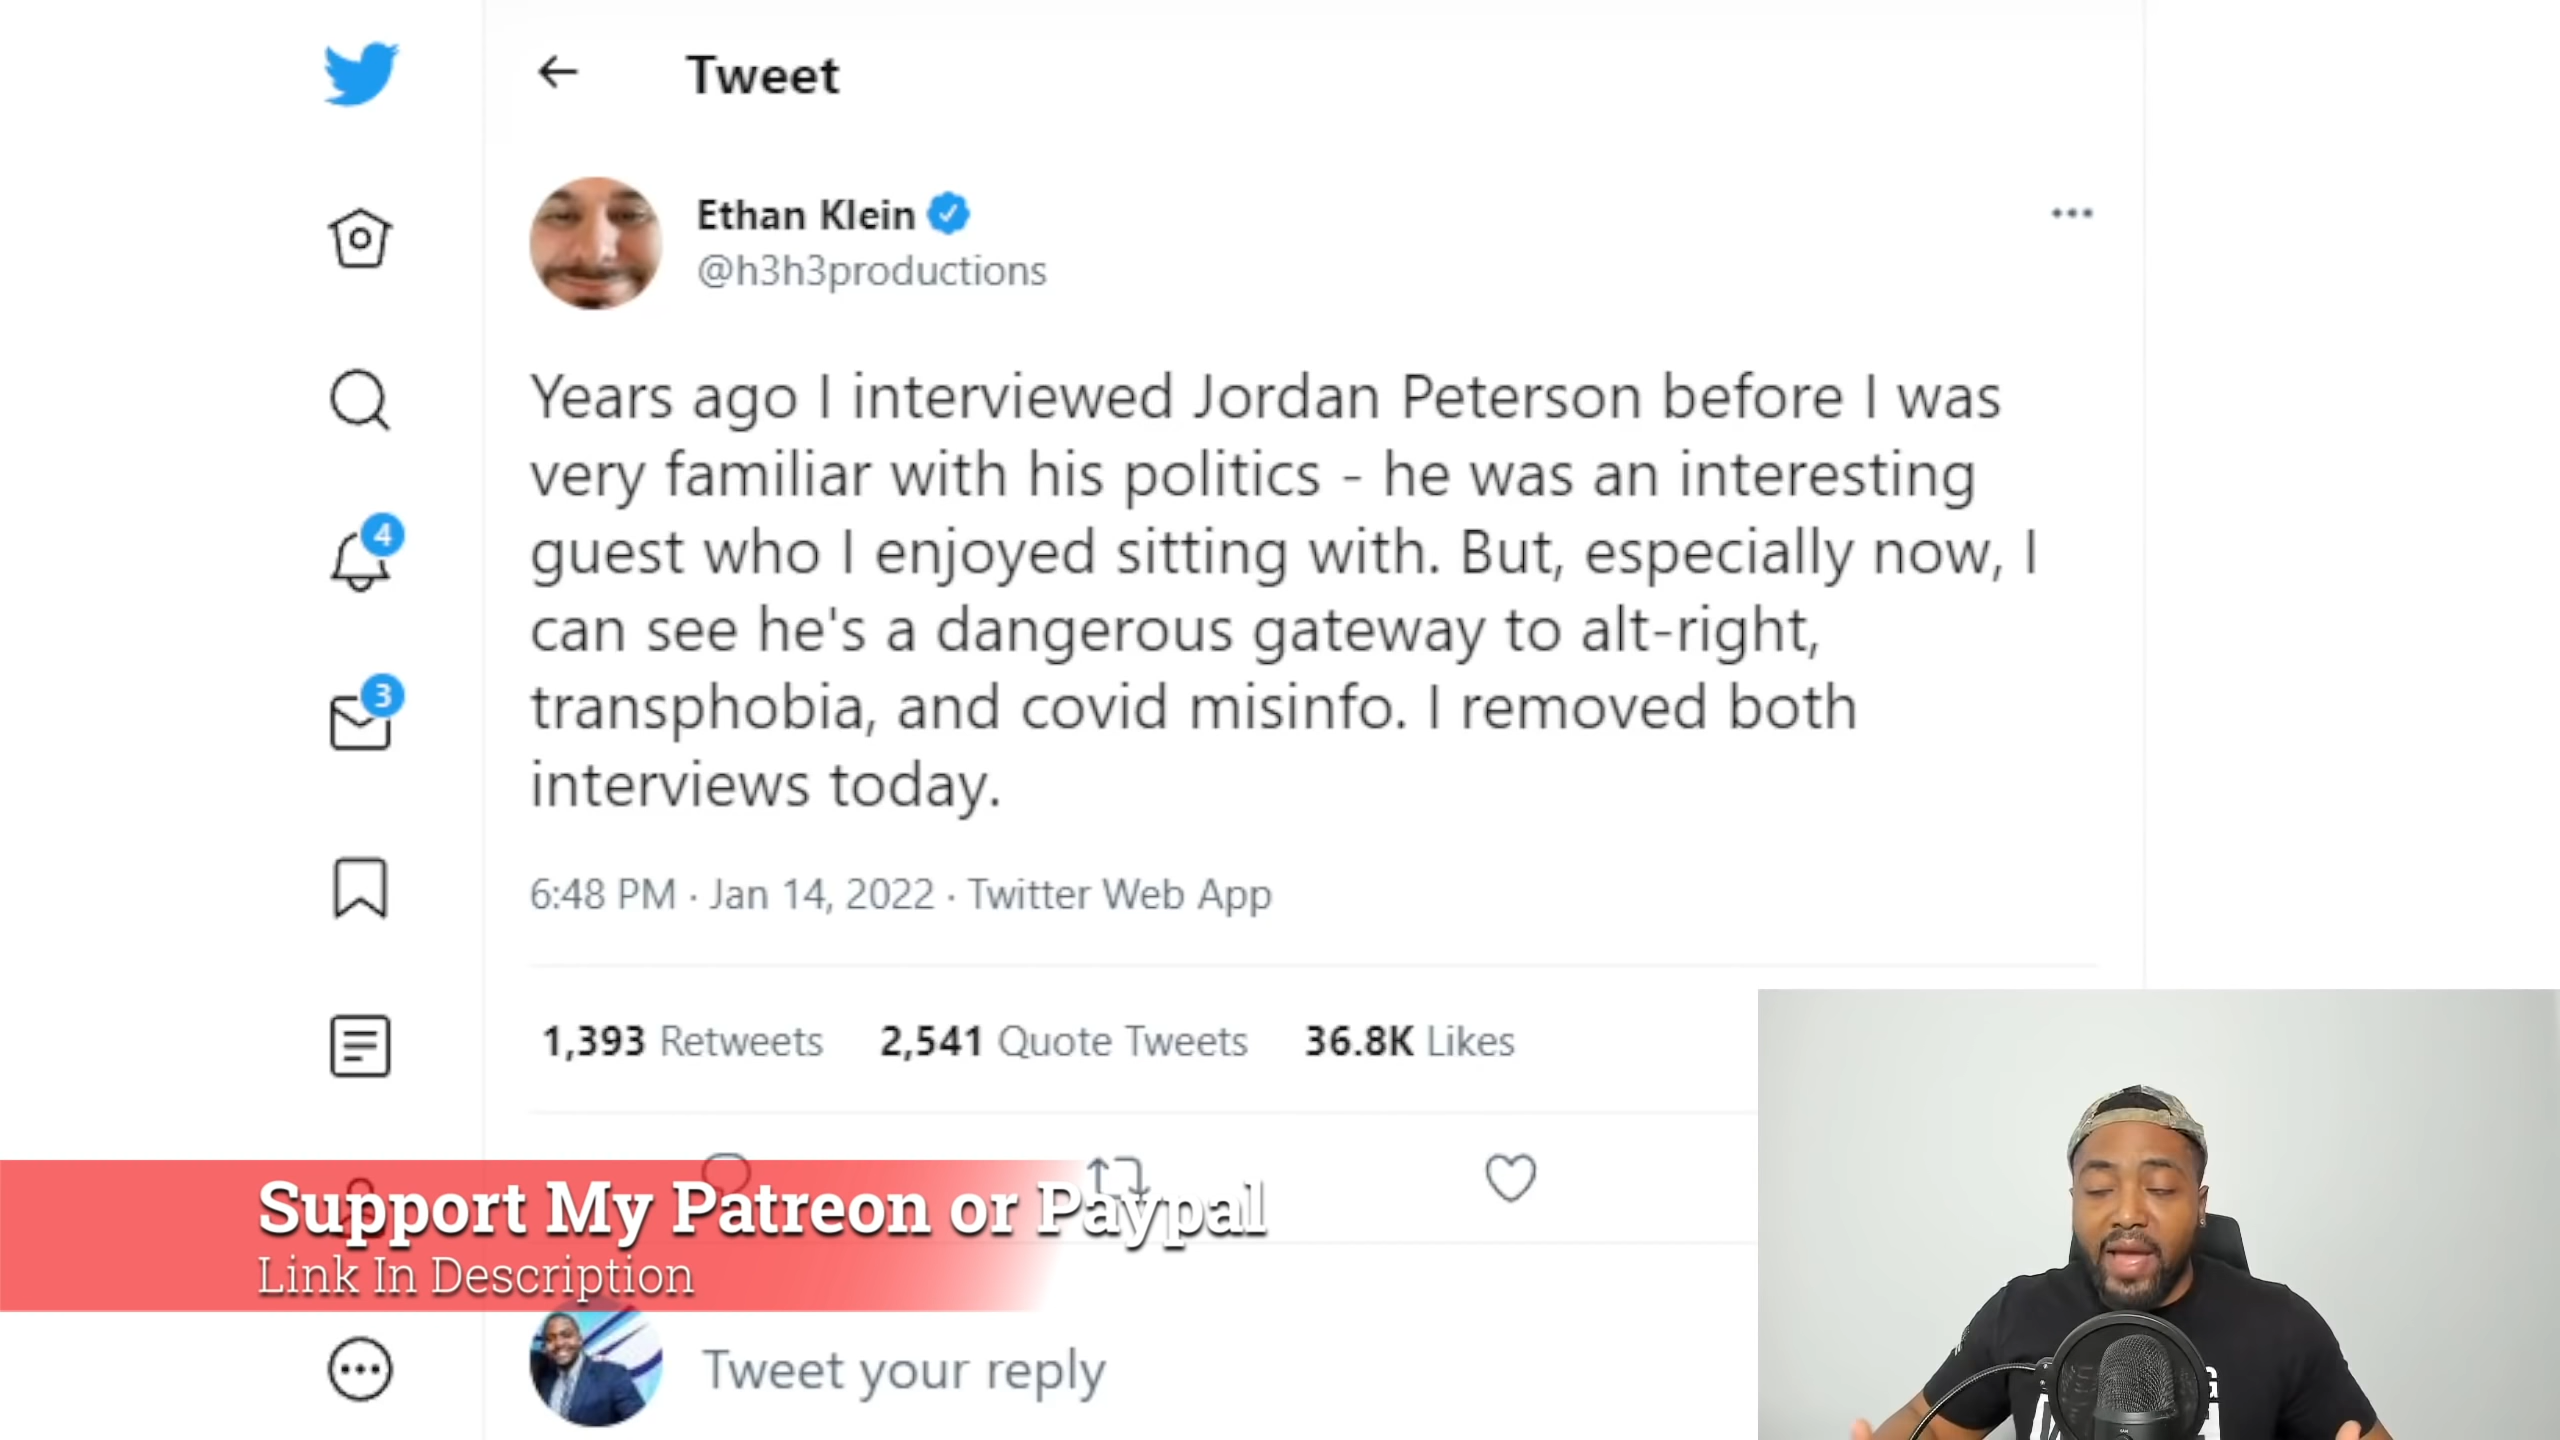 Tweet
Ethan Klein
@h3h3productions
Years ago I interviewed Jordan Peterson before I was
very familiar with his politics - he was an interesting
guest who I enjoyed sitting with. But, especially now, I
can see he's a dangerous gateway to alt-right,
transphobia, and covid misinfo. I removed both
interviews today.
6:48 PM · Jan 14, 2022 · Twitter Web App
1,393 Retweets 2,541 Quote Tweets 36.8K Likes
4
3
Support My Patreon or Paypal
Link In Description
Tweet your reply